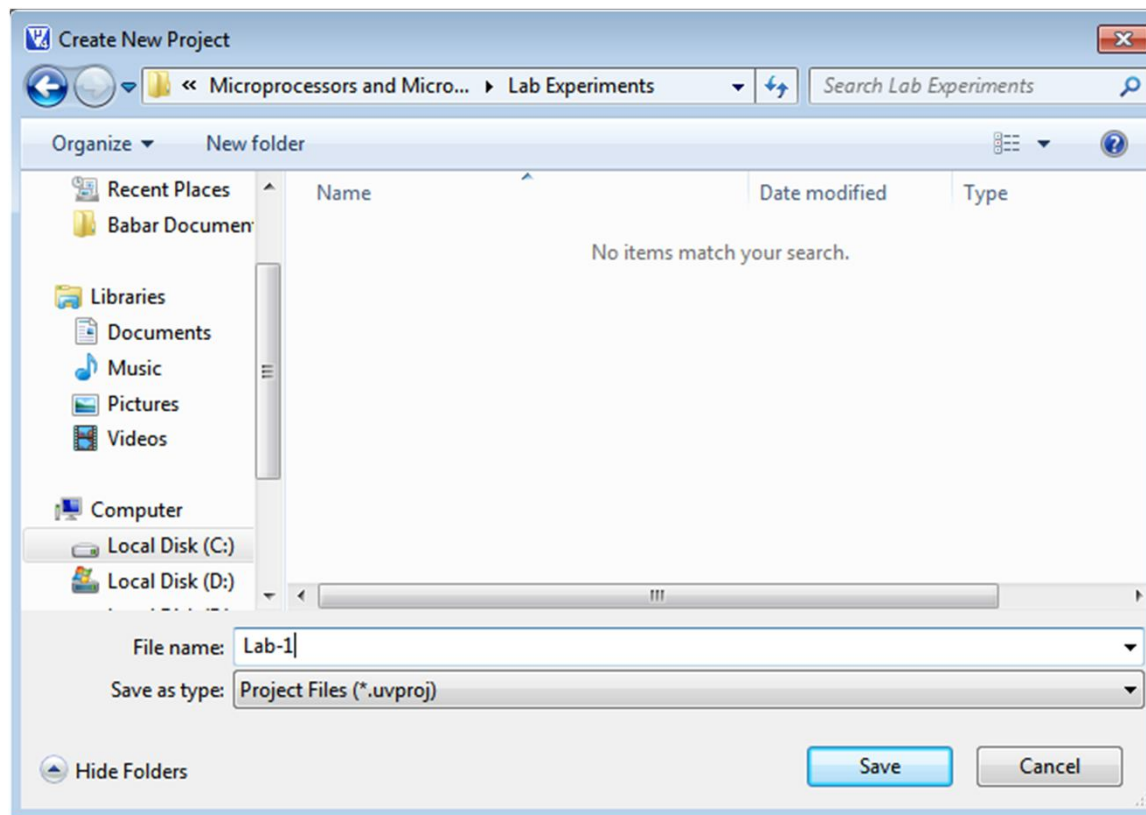 Create New Project
« Microprocessors and Micro... Lab Experiments Search Lab Experiments
Organize New folder
Recent Places
Babar Documen
Libraries
Documents
Music
Pictures
Videos
Computer
Local Disk (C:)
Local Disk (D:)
Name Date modified Type
No items match your search.
File name: Lab-1
Save as type: Project Files (*.uvproj)
Hide Folders Save Cancel